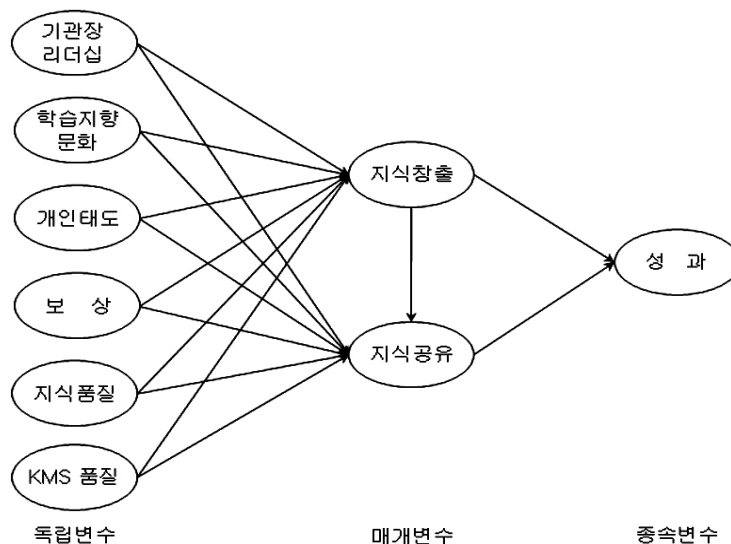 기관장
리더십
학습지향
문화
개인태도
보 상
지식품질
KMS 품질
지식창출
지식공유
성 과
독립변수
매개변수
종속변수